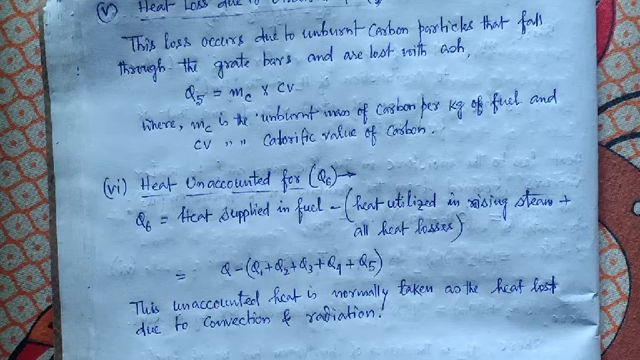 (v) Heat Loss due to
This loss occurs due to unburnt carbon particles that fall
through the grate bars and are lost with ash,
Q5 = mc × CV
where, mc is the unburnt mass of carbon per kg of fuel and
CV " " Calorific value of Carbon.
(vi) Heat Unaccounted for (Q6) →
Q6 = Heat Supplied in fuel - (heat utilized in raising steam +
all heat losses)
= Q - (Q1+Q2+Q3+Q4+Q5)
This unaccounted heat is normally taken as the heat lost
due to convection & radiation.